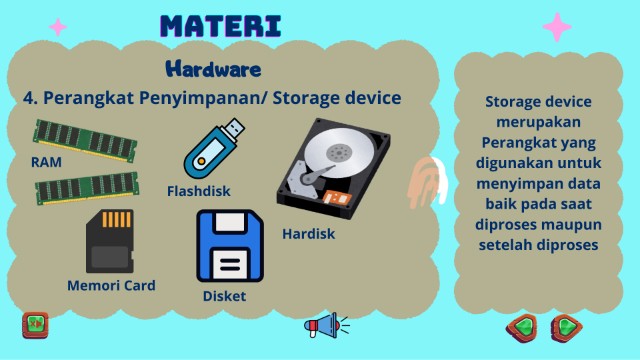 MATERI
Hardware
4. Perangkat Penyimpanan/ Storage device
RAM
Flashdisk
Hardisk
Memori Card
Disket
Storage device
merupakan
Perangkat yang
digunakan untuk
menyimpan data
baik pada saat
diproses maupun
setelah diproses